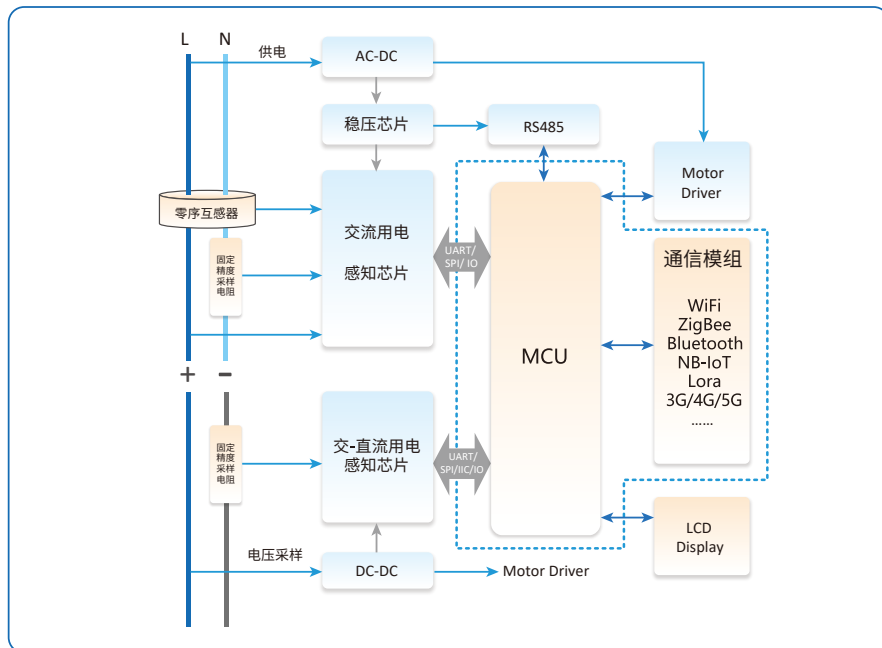 L
N
供电
AC-DC
稳压芯片
RS485
Motor
Driver
零序互感器
交流用电
感知芯片
UART/
SPI/ IO
固定
精度
采样
电阻
MCU
通信模组
WiFi
ZigBee
Bluetooth
NB-IoT
Lora
3G/4G/5G
......
+
−
固定
精度
采样
电阻
交-直流用电
感知芯片
UART/
SPI/IIC/IO
LCD
Display
电压采样
DC-DC
Motor Driver